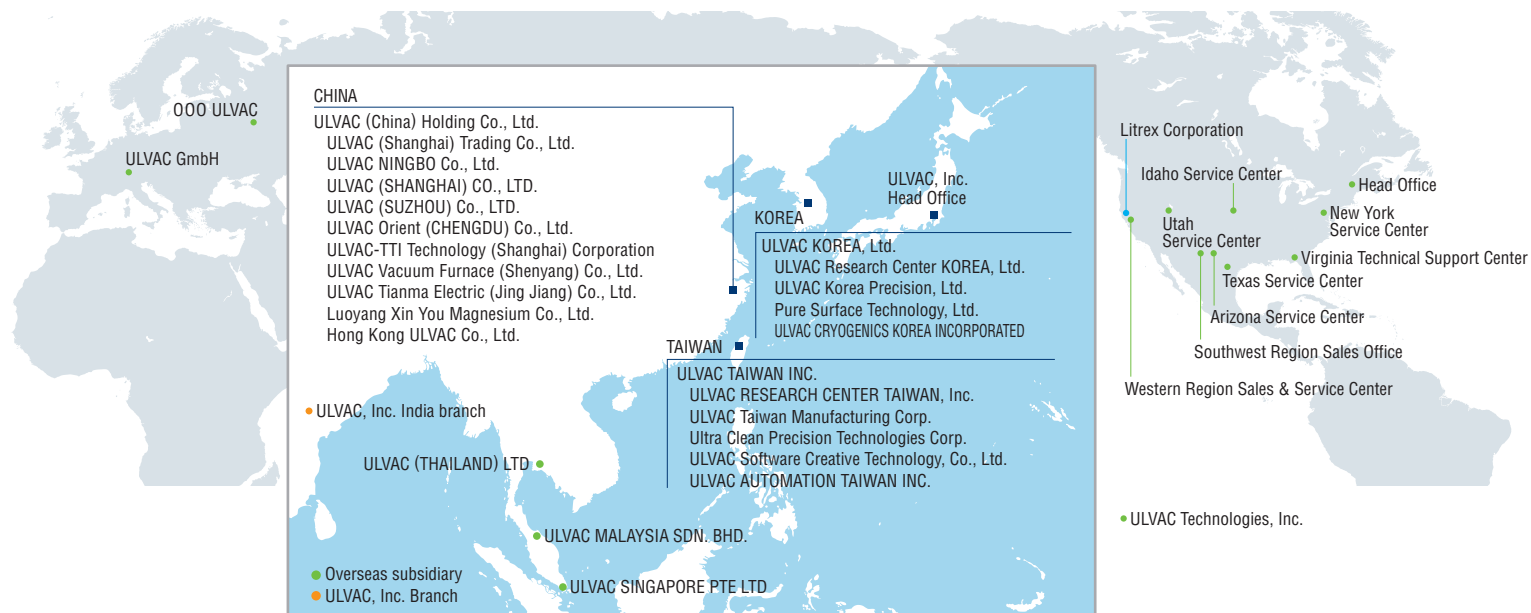 OOO ULVAC
ULVAC GmbH
CHINA
ULVAC (China) Holding Co., Ltd.
ULVAC (Shanghai) Trading Co., Ltd.
ULVAC NINGBO Co., Ltd.
ULVAC (SHANGHAI) CO., LTD.
ULVAC (SUZHOU) Co., LTD.
ULVAC Orient (CHENGDU) Co., Ltd.
ULVAC-TTI Technology (Shanghai) Corporation
ULVAC Vacuum Furnace (Shenyang) Co., Ltd.
ULVAC Tianma Electric (Jing Jiang) Co., Ltd.
Luoyang Xin You Magnesium Co., Ltd.
Hong Kong ULVAC Co., Ltd.
ULVAC, Inc.
Head Office
KOREA
ULVAC KOREA, Ltd.
ULVAC Research Center KOREA, Ltd.
ULVAC Korea Precision, Ltd.
Pure Surface Technology, Ltd.
ULVAC CRYOGENICS KOREA INCORPORATED
TAIWAN
ULVAC TAIWAN INC.
ULVAC RESEARCH CENTER TAIWAN, Inc.
ULVAC Taiwan Manufacturing Corp.
Ultra Clean Precision Technologies Corp.
ULVAC Software Creative Technology, Co., Ltd.
ULVAC AUTOMATION TAIWAN INC.
ULVAC, Inc. India branch
ULVAC (THAILAND) LTD
ULVAC MALAYSIA SDN. BHD.
ULVAC SINGAPORE PTE LTD
Overseas subsidiary
ULVAC, Inc. Branch
Litrex Corporation
Idaho Service Center
Head Office
New York
Service Center
Utah
Service Center
Virginia Technical Support Center
Texas Service Center
Arizona Service Center
Southwest Region Sales Office
Western Region Sales & Service Center
ULVAC Technologies, Inc.